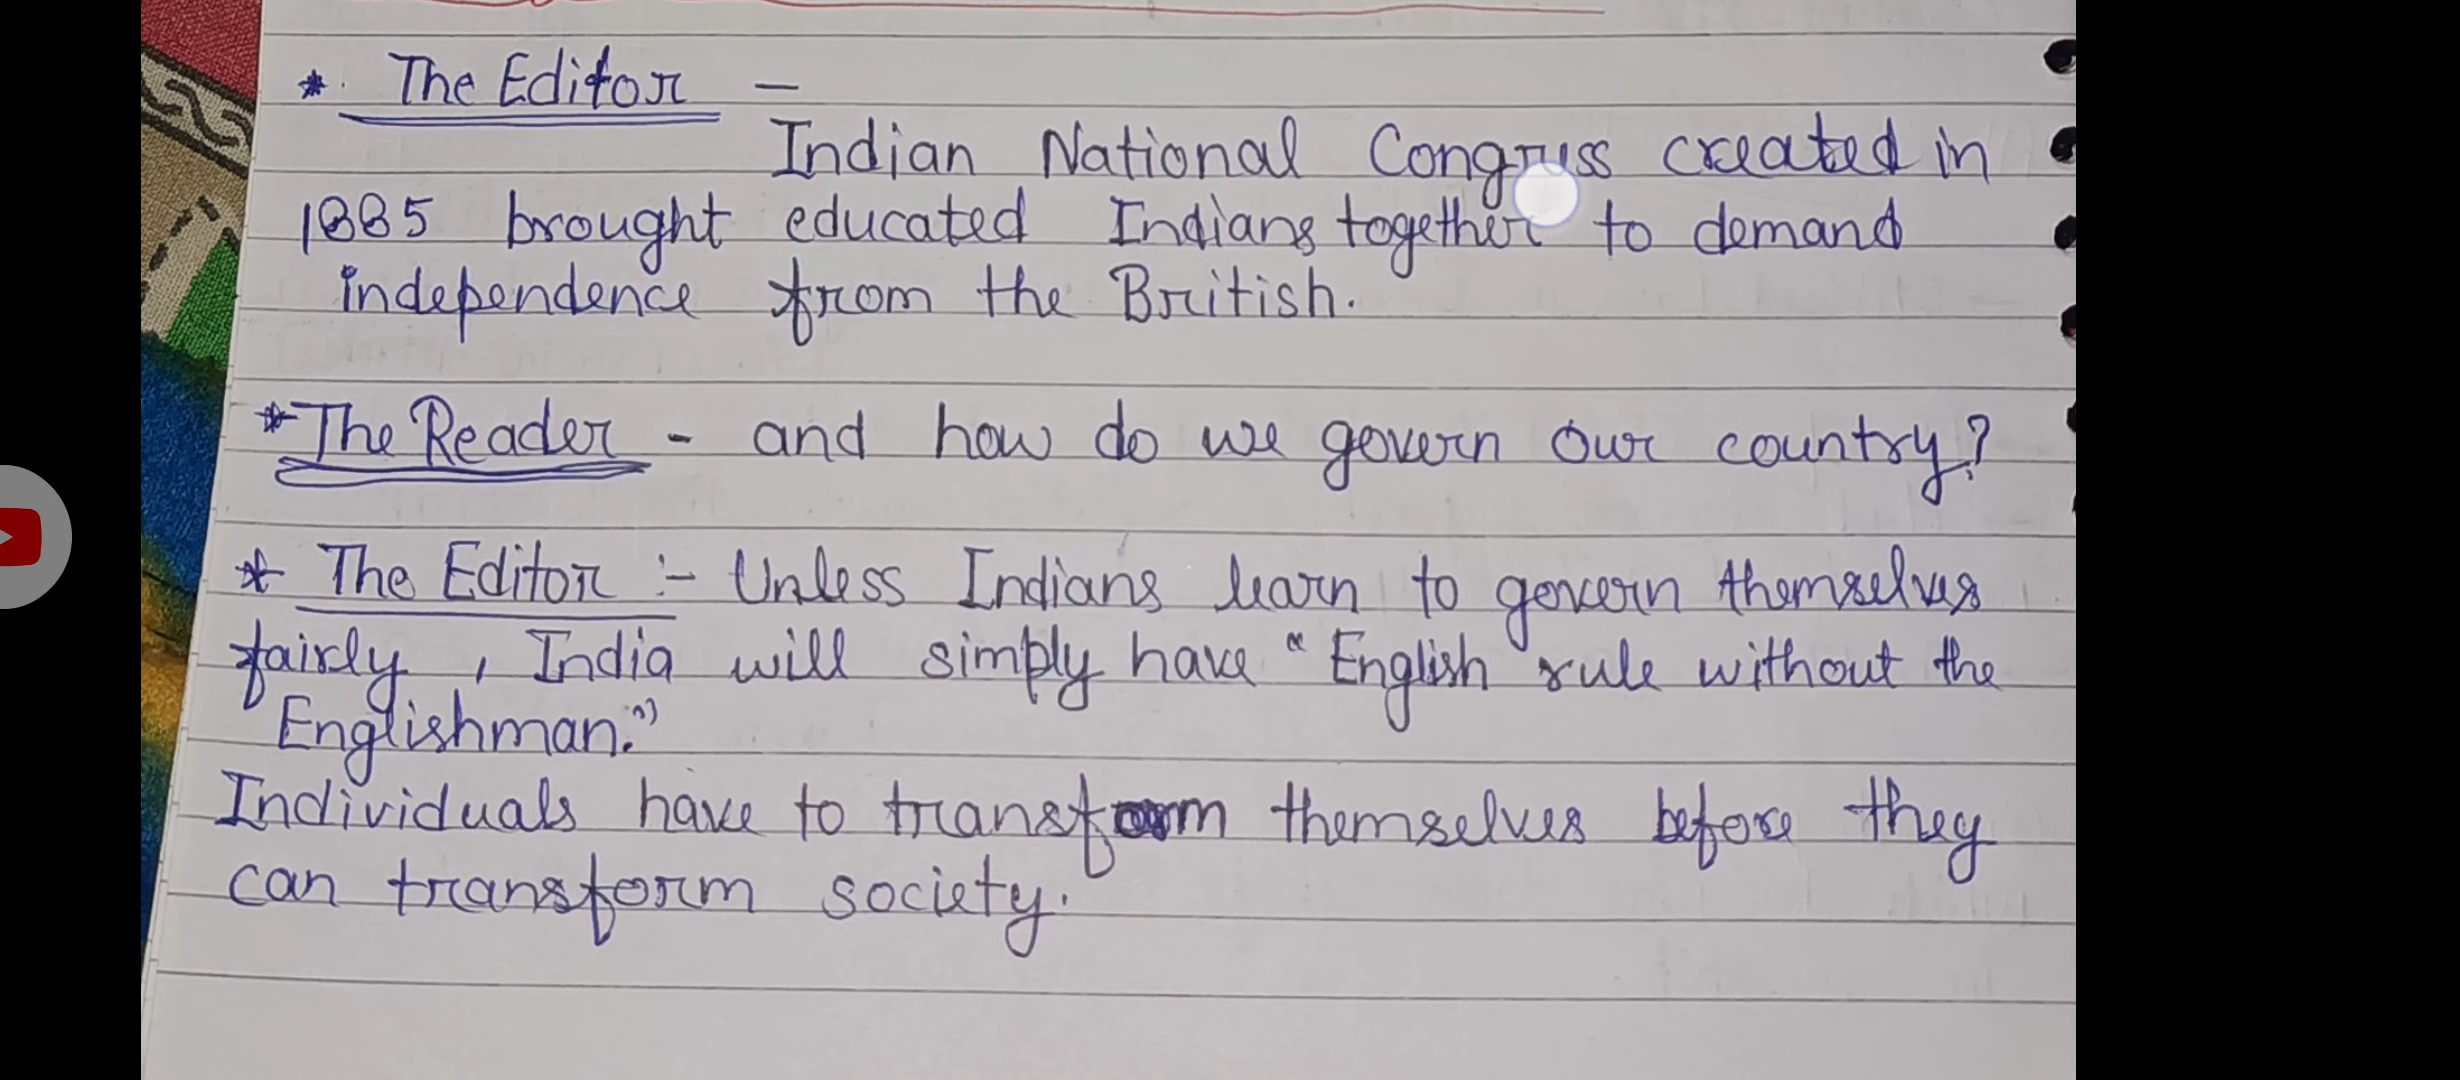 * The Editor –
Indian National Congress created in
1885 brought educated Indians together to demand
independence from the British.
* The Reader - and how do we govern our country?
* The Editor :- Unless Indians learn to govern themselves
fairly, India will simply have "English rule without the
Englishman."
Individuals have to transform themselves before they
can transform society.